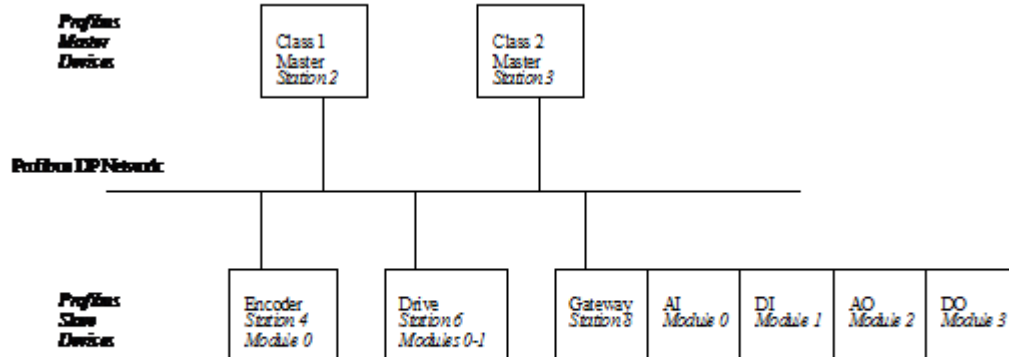 Profibus
Master
Devices
Class 1
Master
Station 2
Class 2
Master
Station 3
Profibus DP Network
Profibus
Slave
Devices
Encoder
Station 4
Module 0
Drive
Station 6
Modules 0-1
Gateway
Station 8
AI
Module 0
DI
Module 1
AO
Module 2
DO
Module 3